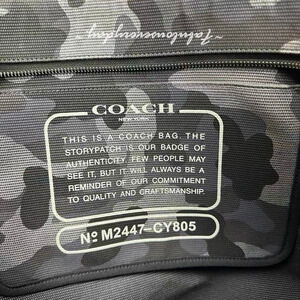 ~Fabulouseveryday~
COACH
NEW YORK
THIS IS A COACH BAG. THE
STORYPATCH IS OUR BADGE OF
AUTHENTICITY. FEW PEOPLE MAY
SEE IT, BUT IT WILL ALWAYS BE A
REMINDER OF OUR COMMITMENT
TO QUALITY AND CRAFTSMANSHIP.
Nº M2447-CY805